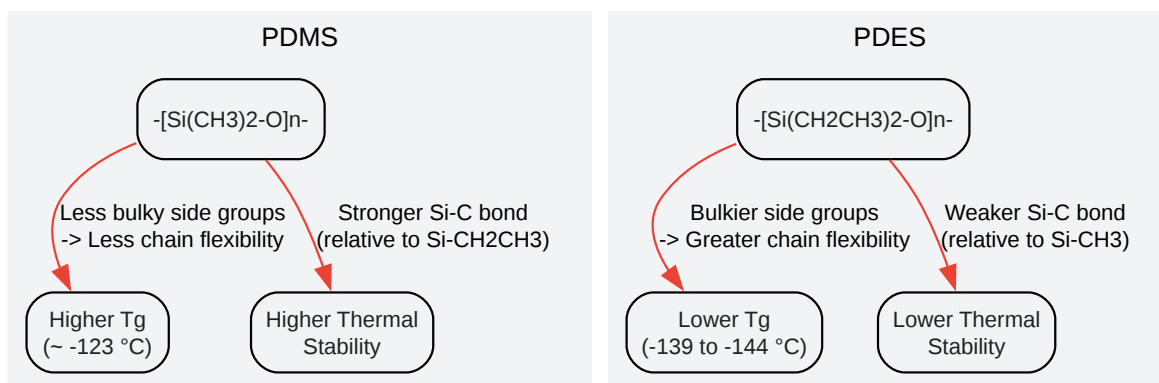 PDMS
-[Si(CH3)2-O]n-
Less bulky side groups
-> Less chain flexibility
Stronger Si-C bond
(relative to Si-CH2CH3)
Higher Tg
(~ -123 °C)
Higher Thermal
Stability
PDES
-[Si(CH2CH3)2-O]n-
Bulkier side groups
-> Greater chain flexibility
Weaker Si-C bond
(relative to Si-CH3)
Lower Tg
(-139 to -144 °C)
Lower Thermal
Stability